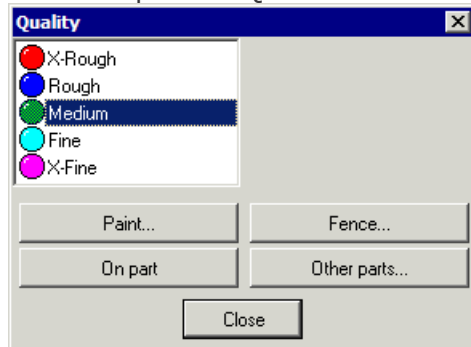 Quality
X-Rough
Rough
Medium
Fine
X-Fine
Paint...
Fence...
On part
Other parts...
Close